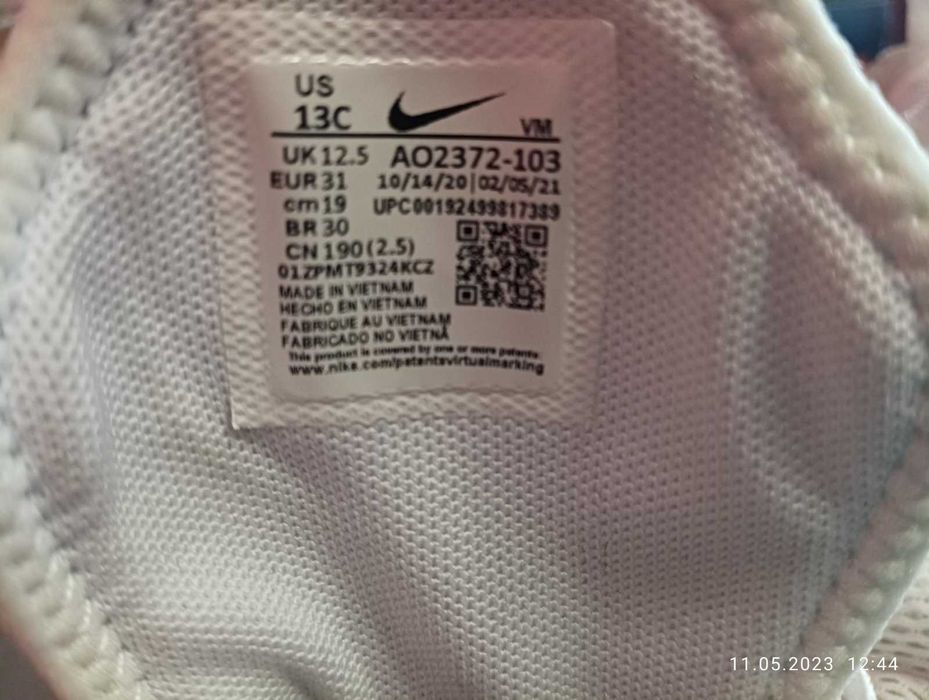 US
13C
VM
UK 12.5 AO2372-103
EUR 31 10/14/20 | 02/05/21
cm 19 UPC00192499817389
BR 30
CN 190 (2.5)
01ZPMT9324KCZ
MADE IN VIETNAM
HECHO EN VIETNAM
FABRIQUE AU VIETNAM
FABRICADO NO VIETNÃ
This product is covered by one or more patents.
www.nike.com/patentsvirtualmarking
11.05.2023 12:44